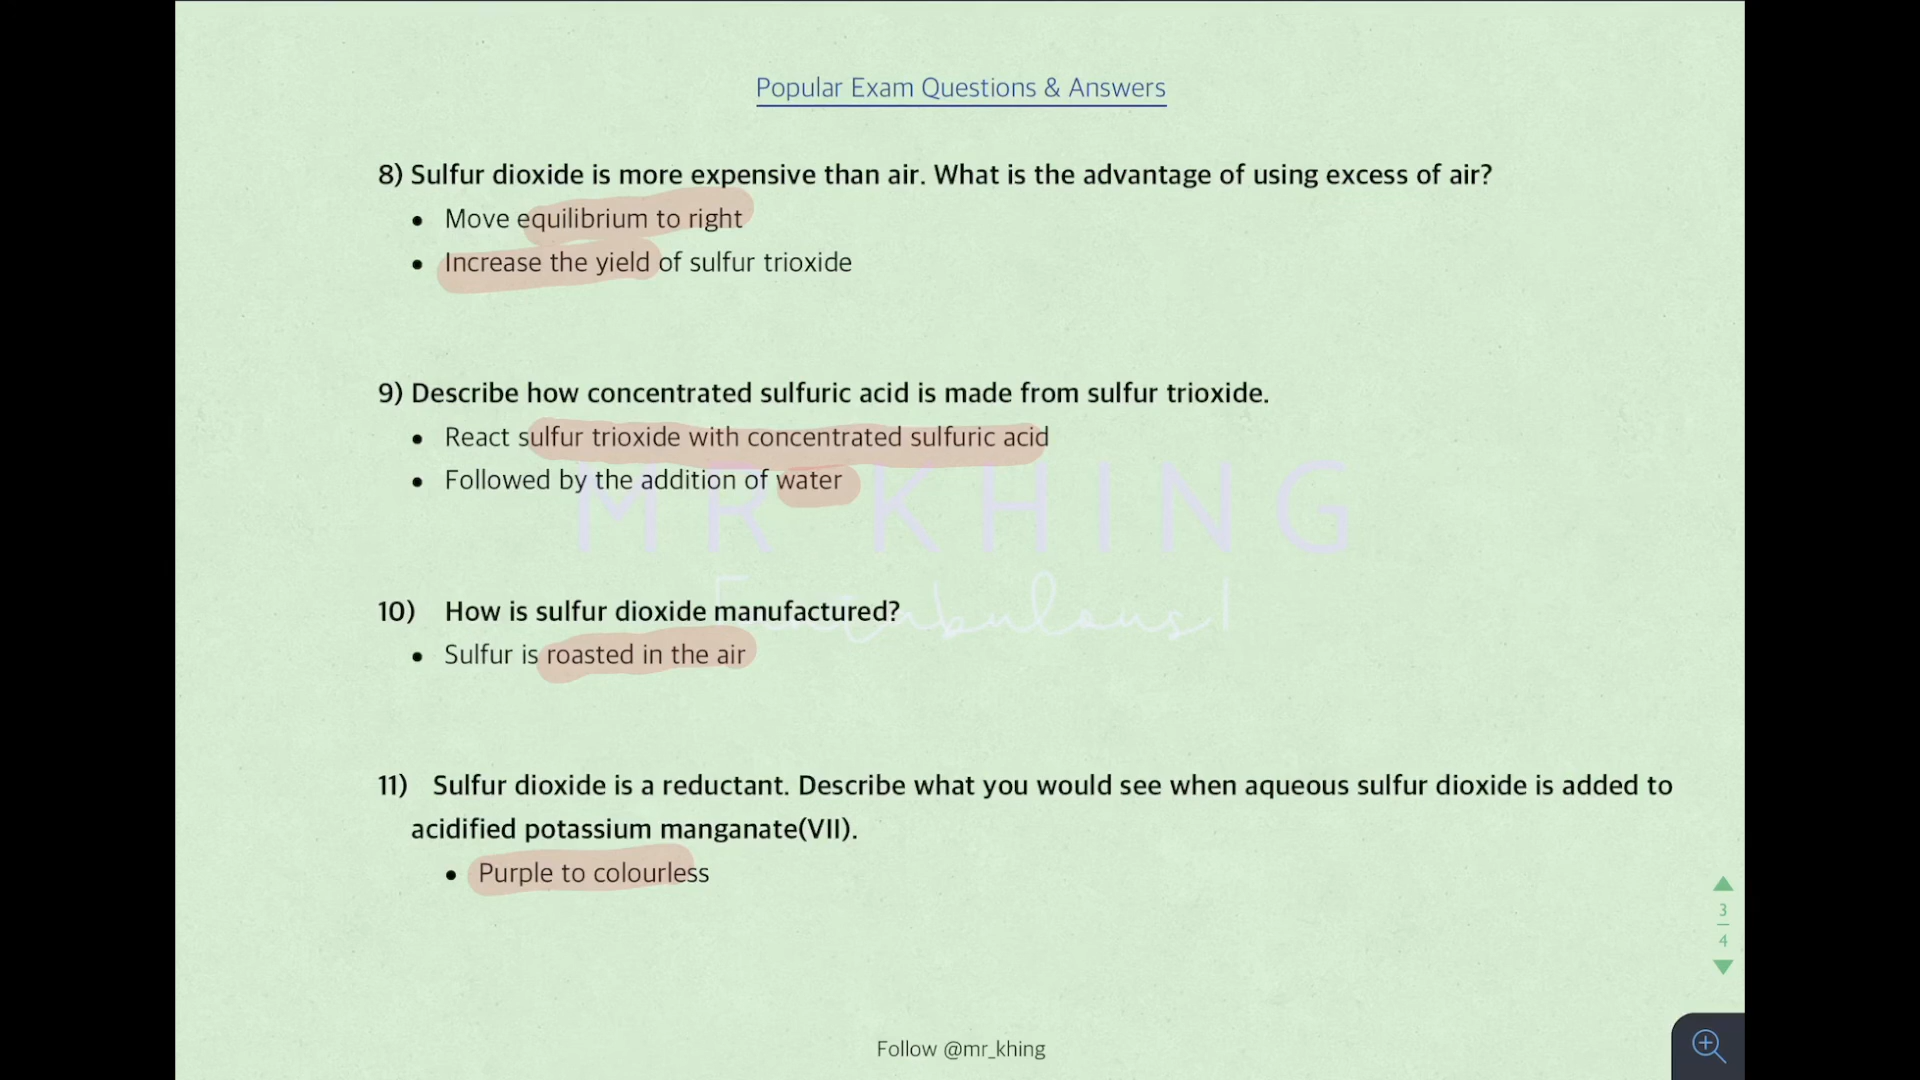 Popular Exam Questions & Answers
8) Sulfur dioxide is more expensive than air. What is the advantage of using excess of air?
• Move equilibrium to right
• Increase the yield of sulfur trioxide
9) Describe how concentrated sulfuric acid is made from sulfur trioxide.
• React sulfur trioxide with concentrated sulfuric acid
• Followed by the addition of water
MR KHING
10) How is sulfur dioxide manufactured?
• Sulfur is roasted in the air
11) Sulfur dioxide is a reductant. Describe what you would see when aqueous sulfur dioxide is added to
acidified potassium manganate(VII).
• Purple to colourless
3
4
Follow @mr_khing